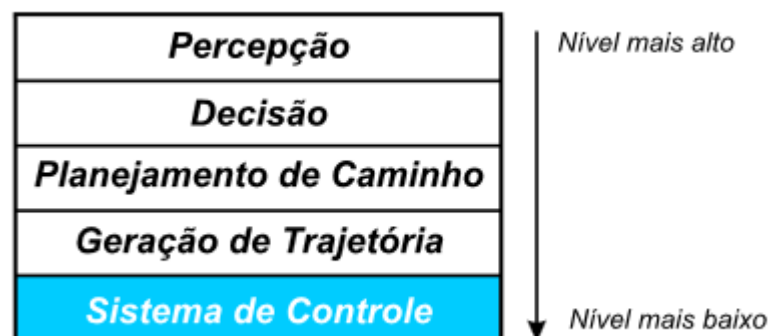 Percepção
Nível mais alto
Decisão
Planejamento de Caminho
Geração de Trajetória
Sistema de Controle
Nível mais baixo